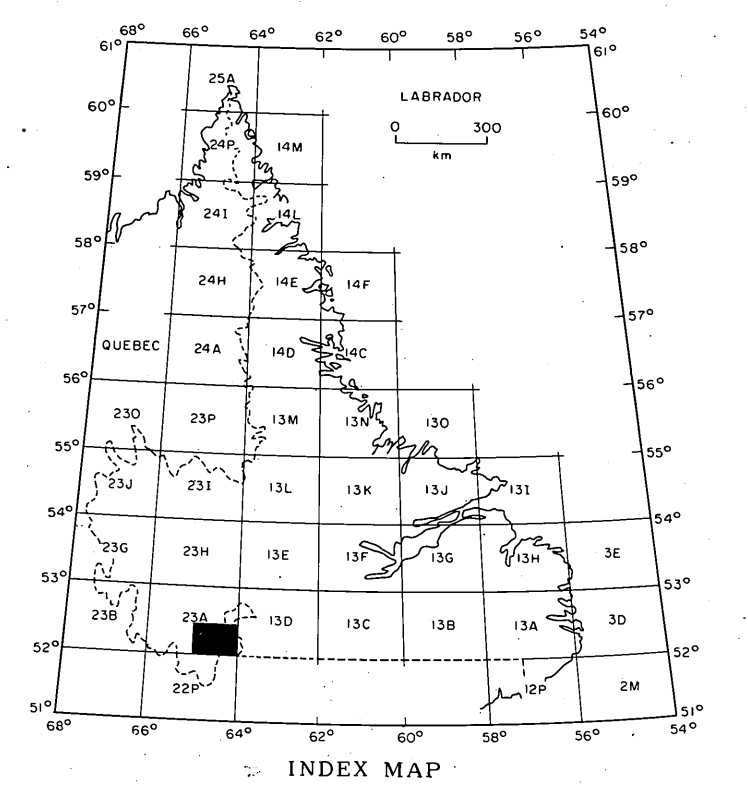 68° 66° 64° 62° 60° 58° 56° 54°
61° 61°
25A
LABRADOR
60° 60°
0 300
km
24P 14M
59° 59°
24I 14L
58° 58°
24H 14E 14F
57° 57°
QUEBEC 24A 14D 14C
56° 56°
23O 23P 13M 13N 13O
55° 55°
23J 23I 13L 13K 13J 13I
54° 54°
23G 23H 13E 13F 13G 13H 3E
53° 53°
23B 23A 13D 13C 13B 13A 3D
52° 52°
22P 12P 2M
51° 51°
68° 66° 64° 62° 60° 58° 56° 54°
INDEX MAP